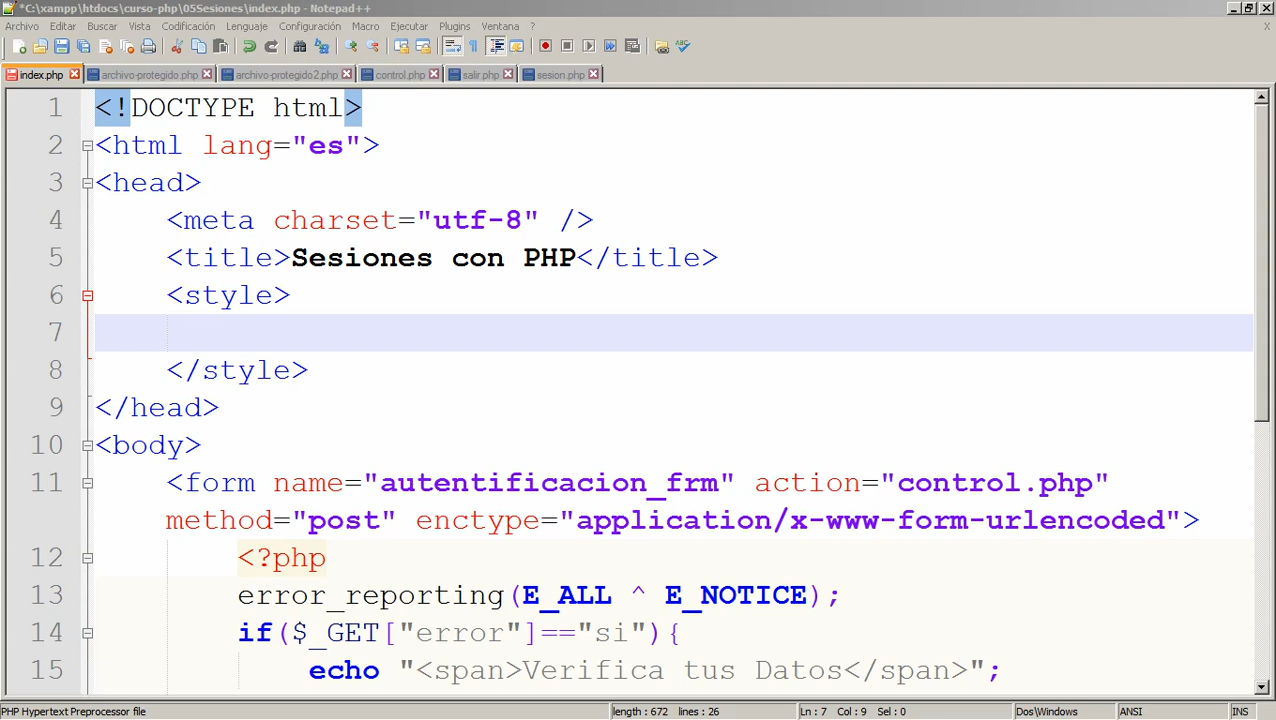 *C:\xampp\htdocs\curso-php\05Sesiones\index.php - Notepad++
Archivo Editar Buscar Vista Codificación Lenguaje Configuración Macro Ejecutar Plugins Ventana ? X
index.php archivo-protegido.php archivo-protegido2.php control.php salir.php sesion.php
1 <!DOCTYPE html>
2 <html lang="es">
3 <head>
4 <meta charset="utf-8" />
5 <title>Sesiones con PHP</title>
6 <style>
7
8 </style>
9 </head>
10 <body>
11 <form name="autentificacion_frm" action="control.php"
method="post" enctype="application/x-www-form-urlencoded">
12 <?php
13 error_reporting(E_ALL ^ E_NOTICE);
14 if($_GET["error"]=="si"){
15 echo "<span>Verifica tus Datos</span>";
PHP Hypertext Preprocessor file length : 672 lines : 26 Ln : 7 Col : 9 Sel : 0 Dos\Windows ANSI INS